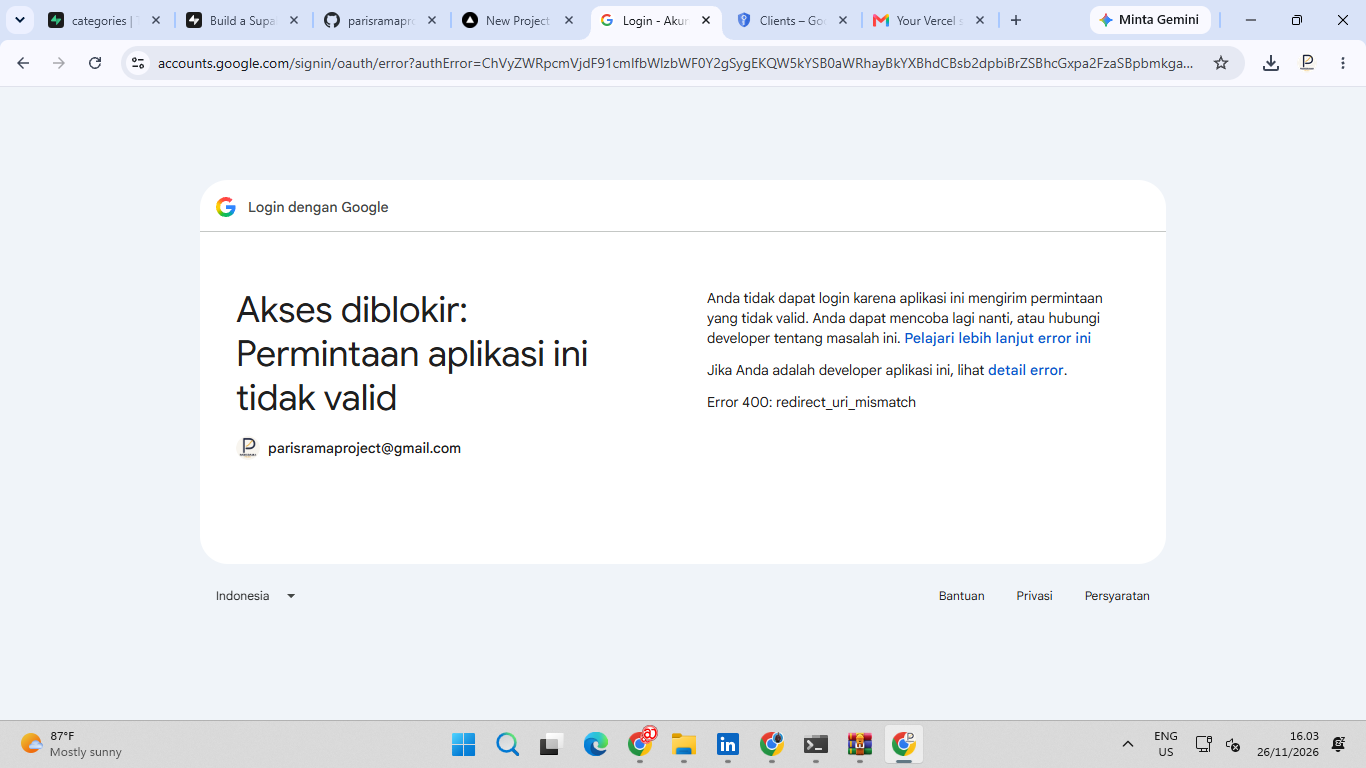 categories |
Build a Supa
parisramapro
New Project
Login - Akun
Clients – Goo
Your Vercel s
Minta Gemini
accounts.google.com/signin/oauth/error?authError=ChVyZWRpcmVjdF91cmlfbWlzbWF0Y2gSygEKQW5kYSB0aWRhayBkYXBhdCBsb2dpbiBrZSBhcGxpa2FzaSBpbmkga...
P
Login dengan Google
Akses diblokir:
Permintaan aplikasi ini
tidak valid
parisramaproject@gmail.com
Anda tidak dapat login karena aplikasi ini mengirim permintaan
yang tidak valid. Anda dapat mencoba lagi nanti, atau hubungi
developer tentang masalah ini. Pelajari lebih lanjut error ini
Jika Anda adalah developer aplikasi ini, lihat detail error.
Error 400: redirect_uri_mismatch
Indonesia
Bantuan
Privasi
Persyaratan
87°F
Mostly sunny
ENG
US
16.03
26/11/2026